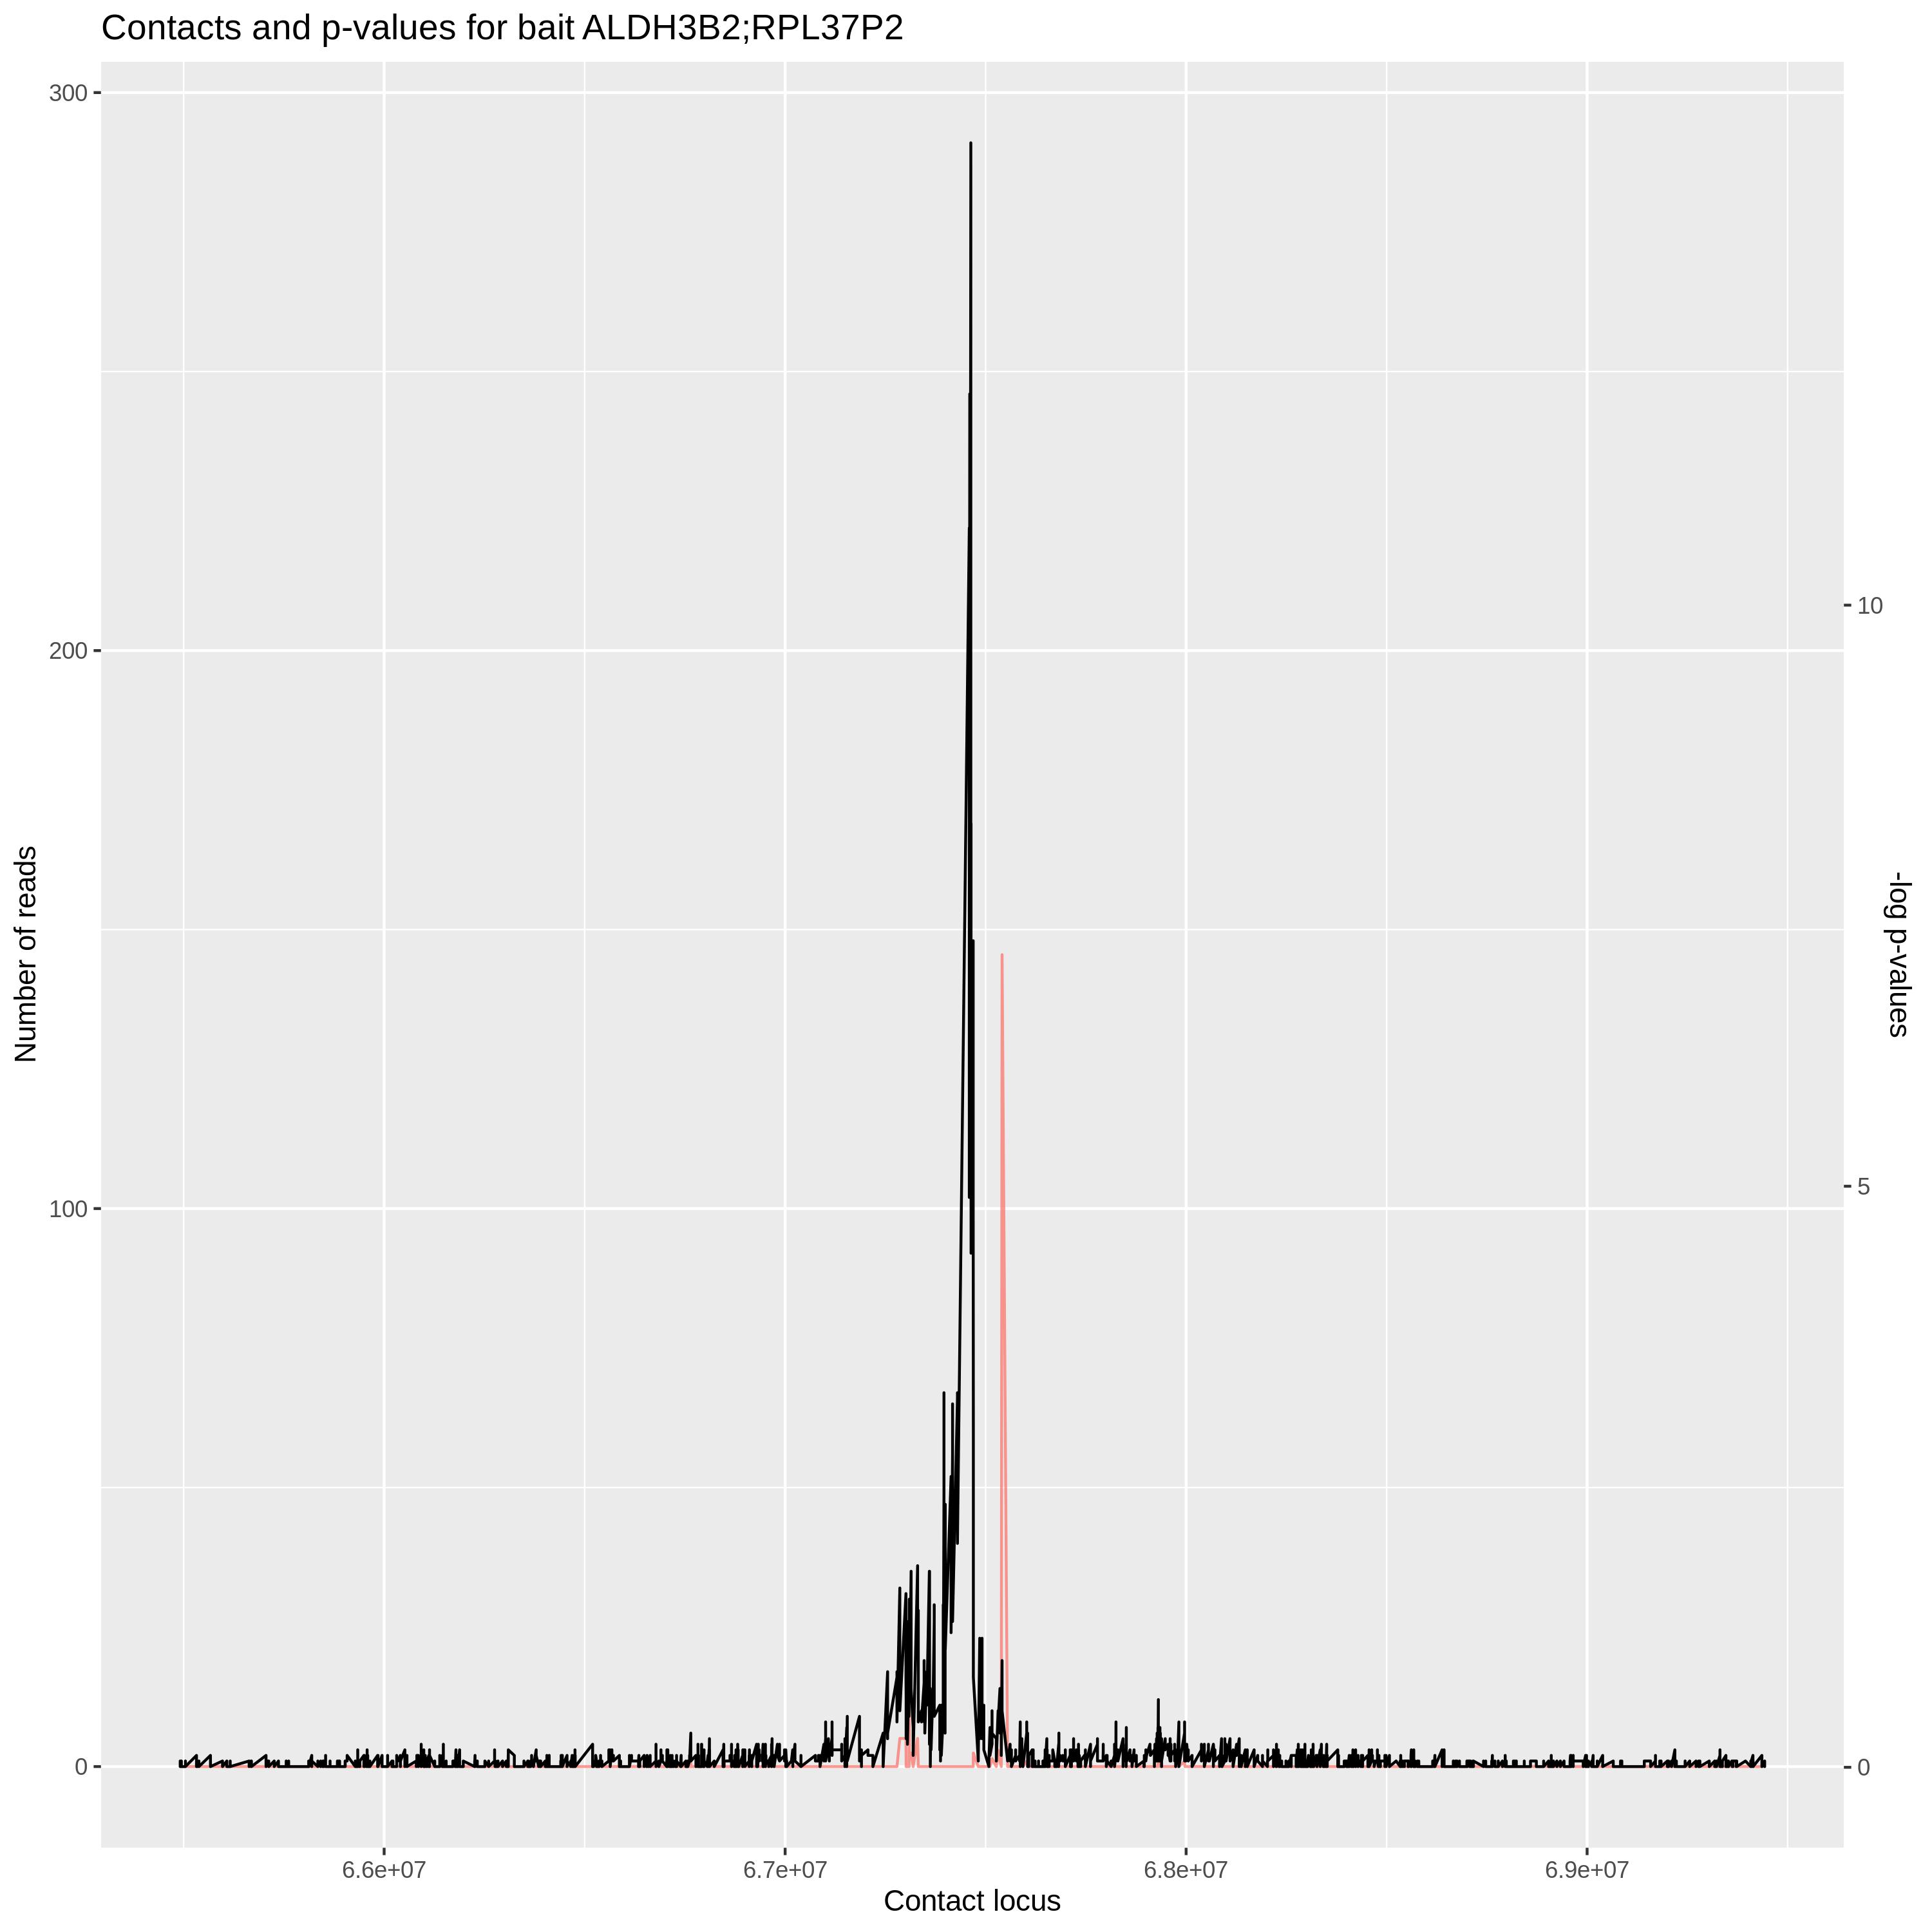 Contacts and p-values for bait ALDH3B2;RPL37P2
300
200
100
0
Number of reads
10
5
0
-log p-values
6.6e+07
6.7e+07
6.8e+07
6.9e+07
Contact locus